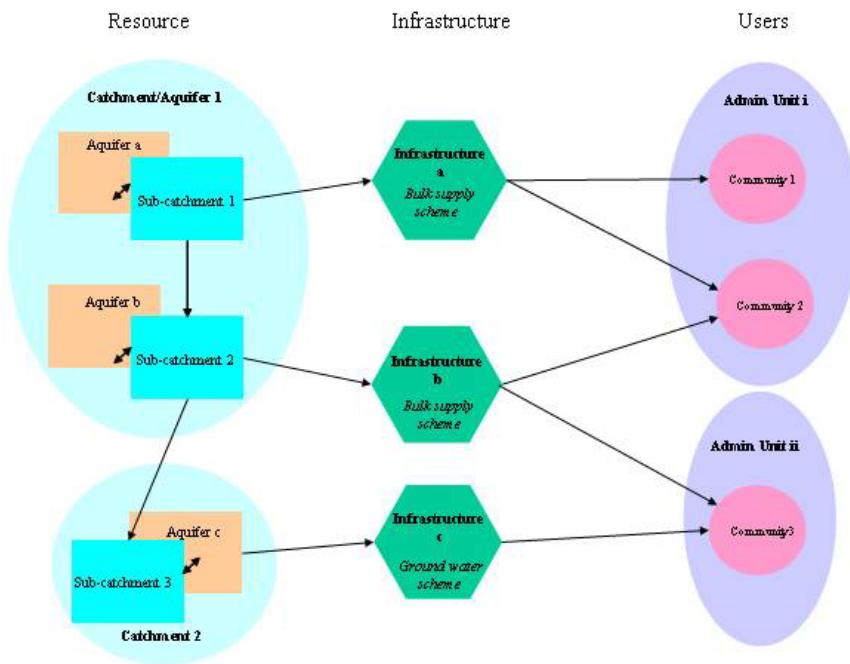 Resource
Infrastructure
Users
Catchment/Aquifer 1
Aquifer a
Sub-catchment 1
Aquifer b
Sub-catchment 2
Aquifer c
Sub-catchment 3
Catchment 2
Infrastructure
a
Bulk supply
scheme
Infrastructure
b
Bulk supply
scheme
Infrastructure
c
Ground water
scheme
Admin Unit i
Community 1
Community 2
Admin Unit ii
Community3